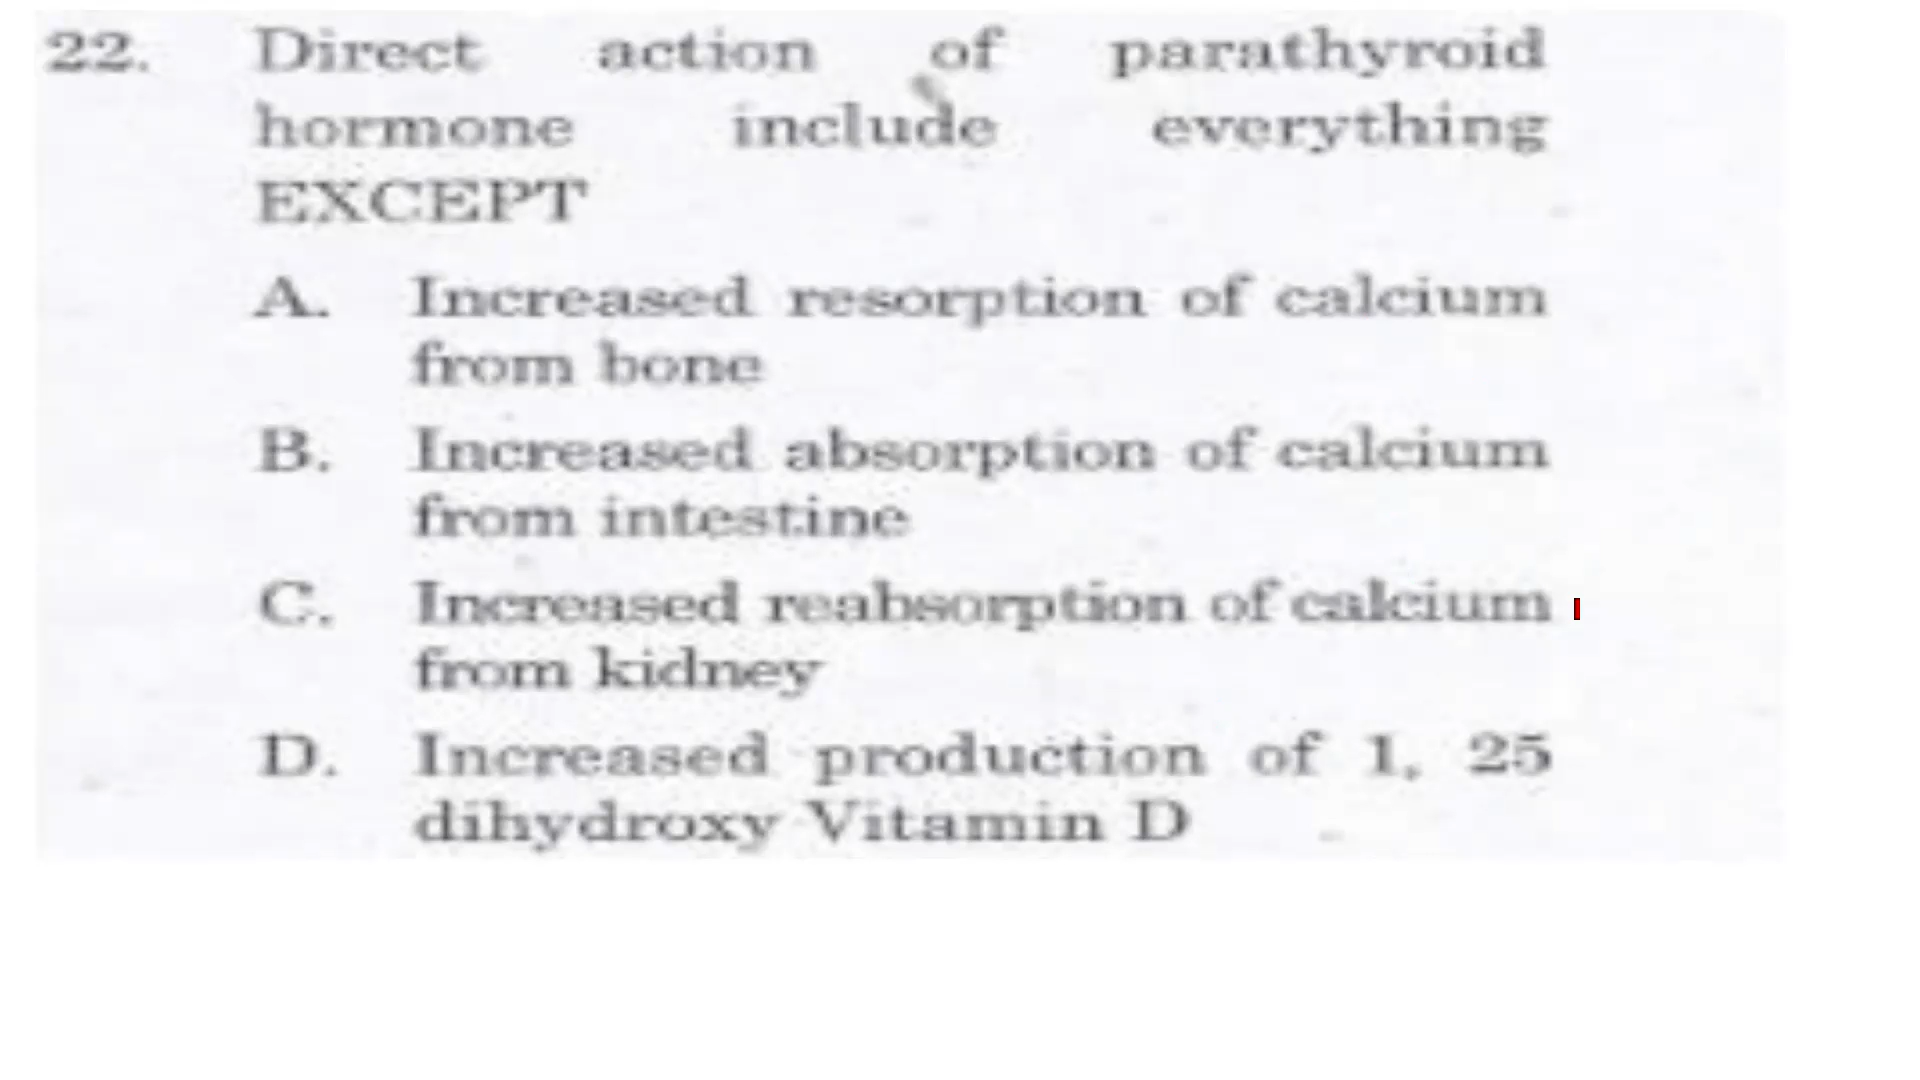 22. Direct action of parathyroid
hormone include everything
EXCEPT
A. Increased resorption of calcium
from bone
B. Increased absorption of calcium
from intestine
C. Increased reabsorption of calcium
from kidney
D. Increased production of 1, 25
dihydroxy Vitamin D